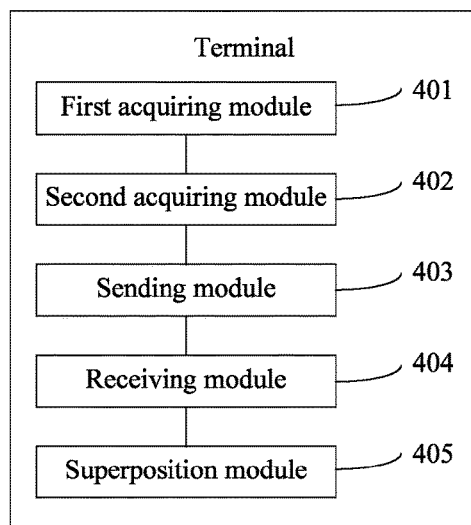 Terminal
First acquiring module 401
Second acquiring module 402
Sending module 403
Receiving module 404
Superposition module 405